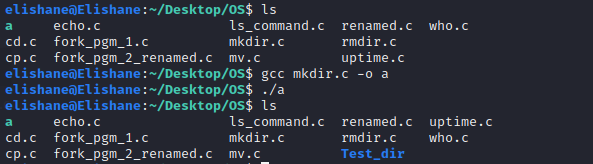 elishane@Elishane:~/Desktop/OS$ ls
a     echo.c              ls_command.c  renamed.c  who.c
cd.c  fork_pgm_1.c        mkdir.c       rmdir.c
cp.c  fork_pgm_2_renamed.c  mv.c        uptime.c
elishane@Elishane:~/Desktop/OS$ gcc mkdir.c -o a
elishane@Elishane:~/Desktop/OS$ ./a
elishane@Elishane:~/Desktop/OS$ ls
a     echo.c              ls_command.c  renamed.c  uptime.c
cd.c  fork_pgm_1.c        mkdir.c       rmdir.c    who.c
cp.c  fork_pgm_2_renamed.c  mv.c        Test_dir